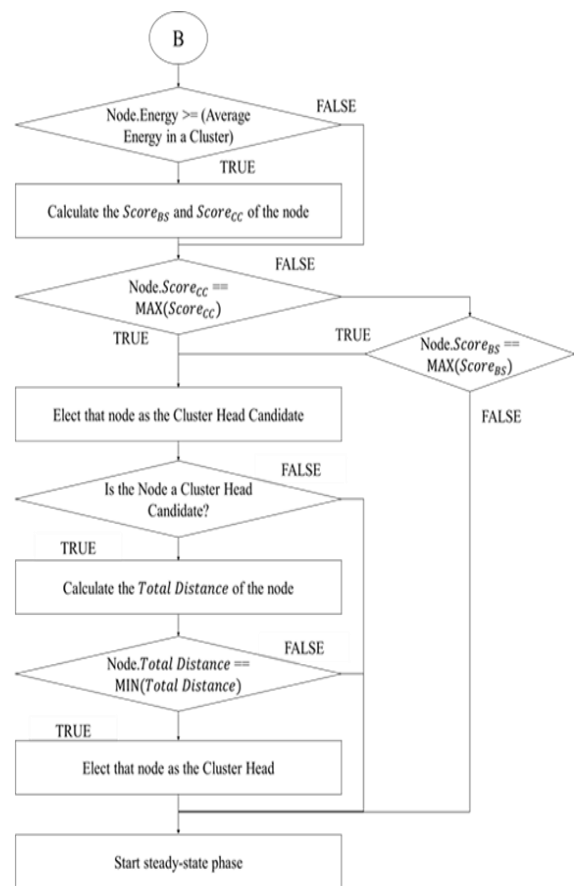 B
Node.Energy >= (Average
Energy in a Cluster)
FALSE
TRUE
Calculate the Score_BS and Score_CC of the node
FALSE
Node.Score_CC ==
MAX(Score_CC)
TRUE
TRUE
Node.Score_BS ==
MAX(Score_BS)
FALSE
Elect that node as the Cluster Head Candidate
FALSE
Is the Node a Cluster Head
Candidate?
TRUE
Calculate the Total Distance of the node
FALSE
Node.Total Distance ==
MIN(Total Distance)
TRUE
Elect that node as the Cluster Head
Start steady-state phase